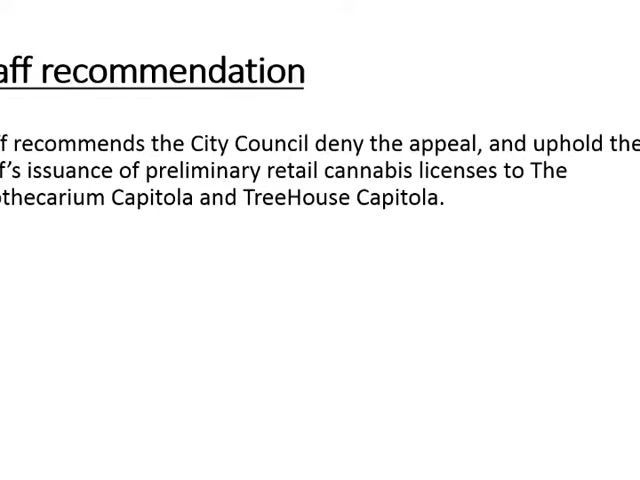 aff recommendation
ff recommends the City Council deny the appeal, and uphold the
f's issuance of preliminary retail cannabis licenses to The
othecarium Capitola and TreeHouse Capitola.